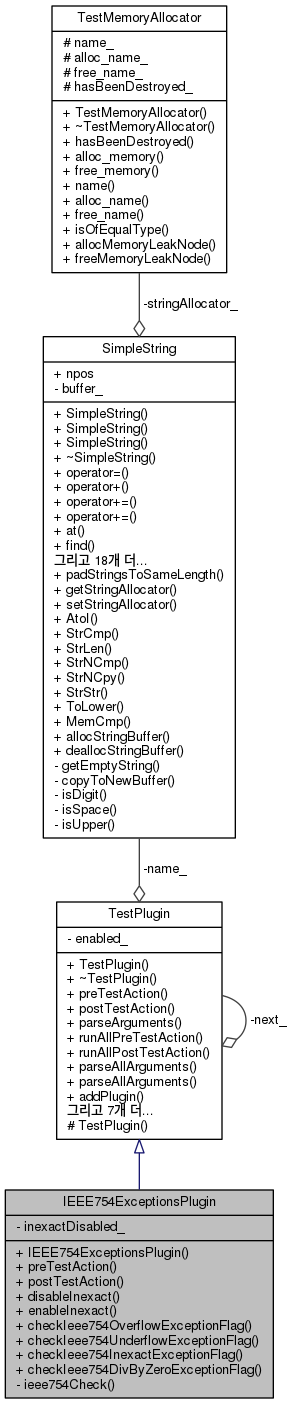 TestMemoryAllocator
# name_
# alloc_name_
# free_name_
# hasBeenDestroyed_
+ TestMemoryAllocator()
+ ~TestMemoryAllocator()
+ hasBeenDestroyed()
+ alloc_memory()
+ free_memory()
+ name()
+ alloc_name()
+ free_name()
+ isOfEqualType()
+ allocMemoryLeakNode()
+ freeMemoryLeakNode()
-stringAllocator_
SimpleString
+ npos
- buffer_
+ SimpleString()
+ SimpleString()
+ SimpleString()
+ ~SimpleString()
+ operator=()
+ operator+()
+ operator+=()
+ operator+=()
+ at()
+ find()
그리고 18개 더...
+ padStringsToSameLength()
+ getStringAllocator()
+ setStringAllocator()
+ AtoI()
+ StrCmp()
+ StrLen()
+ StrNCmp()
+ StrNCpy()
+ StrStr()
+ ToLower()
+ MemCmp()
+ allocStringBuffer()
+ deallocStringBuffer()
- getEmptyString()
- copyToNewBuffer()
- isDigit()
- isSpace()
- isUpper()
-name_
TestPlugin
- enabled_
+ TestPlugin()
+ ~TestPlugin()
+ preTestAction()
+ postTestAction()
+ parseArguments()
+ runAllPreTestAction()
+ runAllPostTestAction()
+ parseAllArguments()
+ parseAllArguments()
+ addPlugin()
그리고 7개 더...
# TestPlugin()
-next_
IEEE754ExceptionsPlugin
- inexactDisabled_
+ IEEE754ExceptionsPlugin()
+ preTestAction()
+ postTestAction()
+ disableInexact()
+ enableInexact()
+ checkIeee754OverflowExceptionFlag()
+ checkIeee754UnderflowExceptionFlag()
+ checkIeee754InexactExceptionFlag()
+ checkIeee754DivByZeroExceptionFlag()
- ieee754Check()